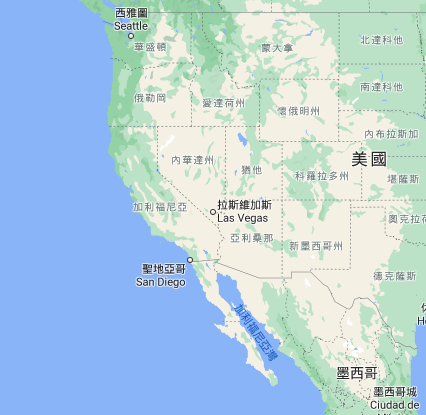 西雅圖
Seattle
華盛頓
蒙大拿
北達科他
俄勒岡
愛達荷州
南達科他
懷俄明州
內布拉斯加
內華達州
猶他
美國
科羅拉多州
堪薩斯
加利福尼亞
拉斯維加斯
Las Vegas
奧克拉荷
亞利桑那
新墨西哥州
聖地亞哥
San Diego
德克薩斯
加利福尼亞灣
Ho
墨西哥
墨西哥城
Ciudad de